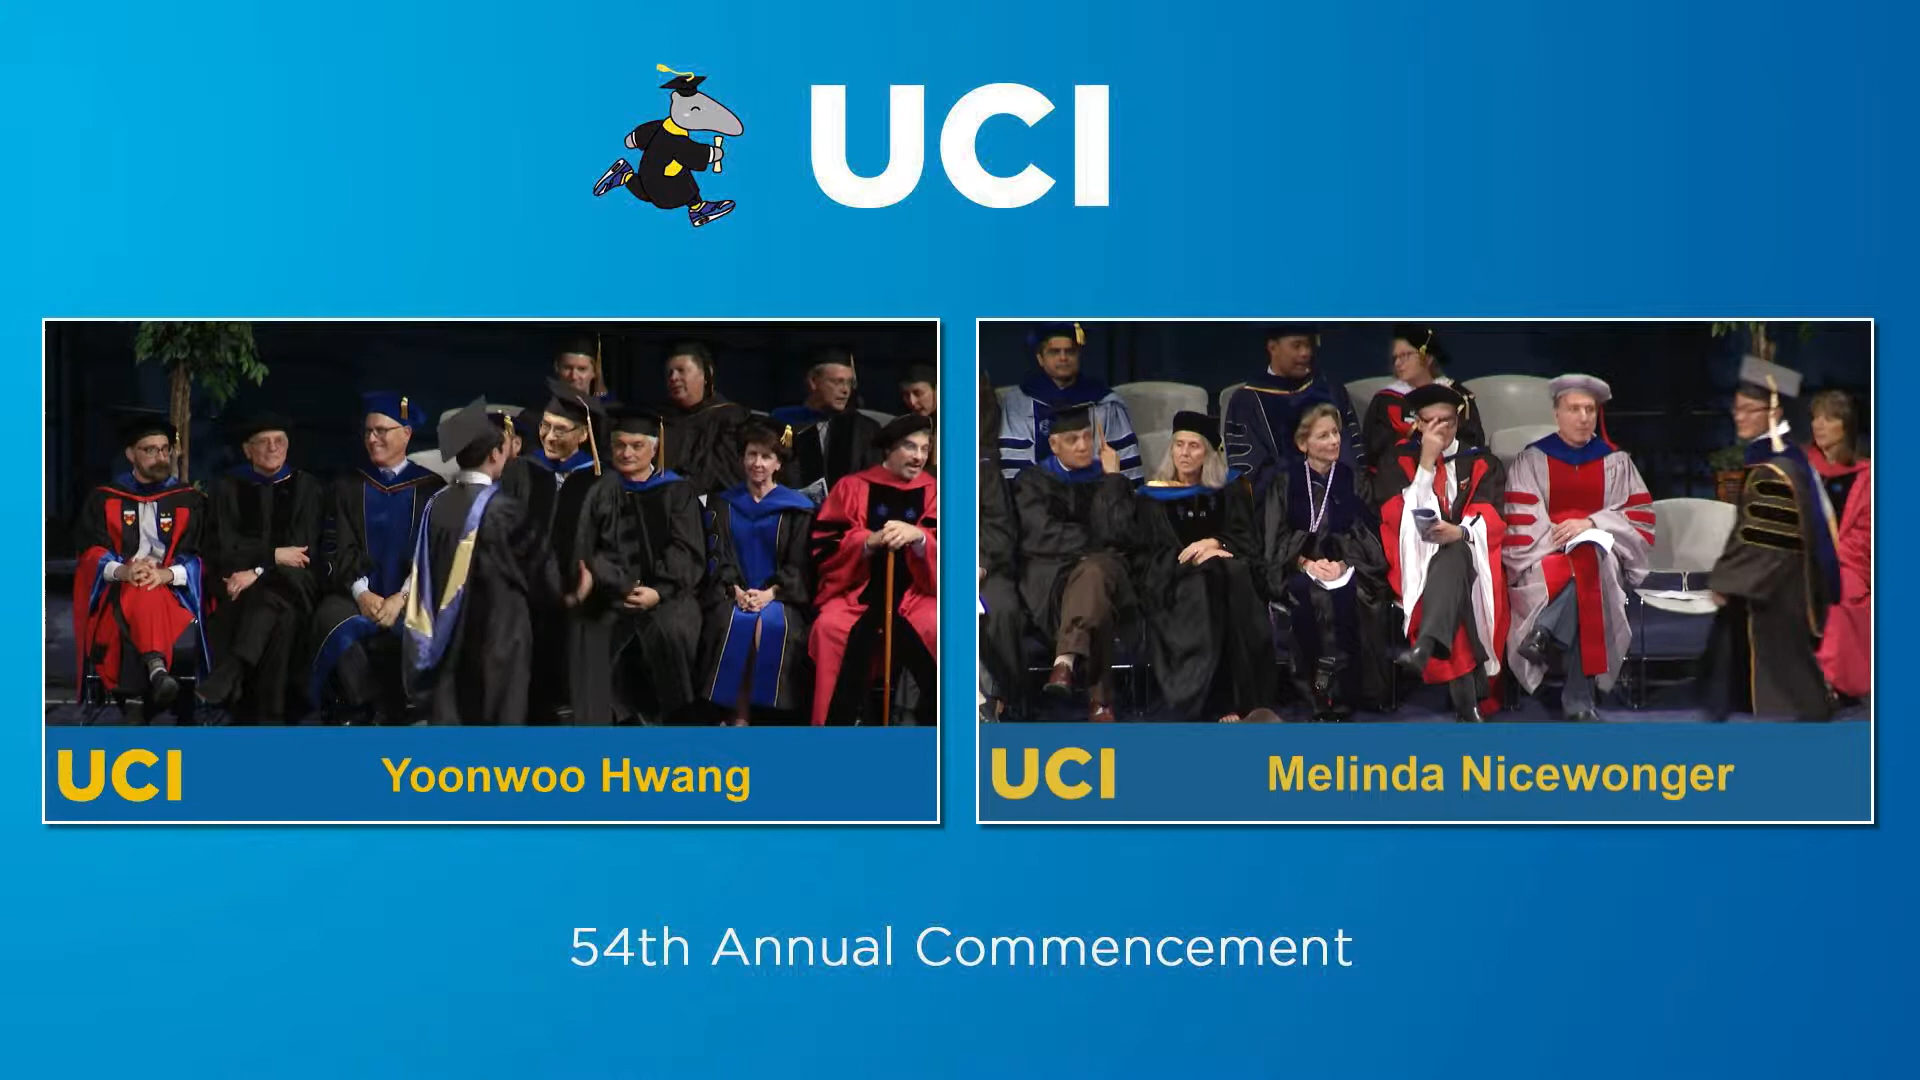 UCI
UCI
Yoonwoo Hwang
UCI
Melinda Nicewonger
54th Annual Commencement